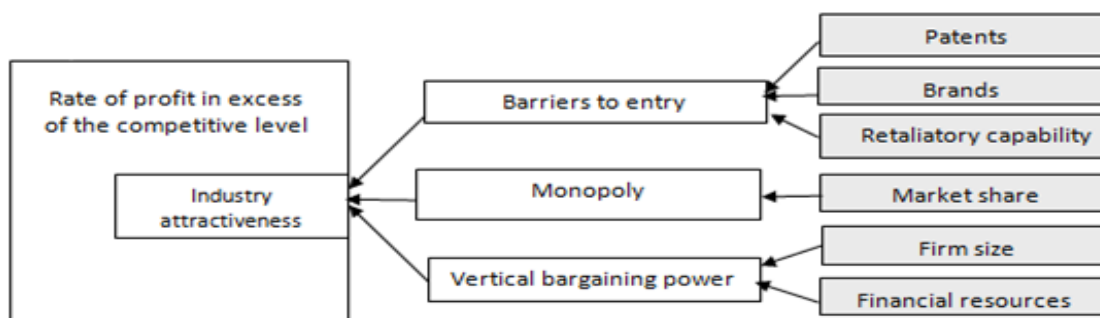 Rate of profit in excess
of the competitive level
Industry
attractiveness
Barriers to entry
Monopoly
Vertical bargaining power
Patents
Brands
Retaliatory capability
Market share
Firm size
Financial resources